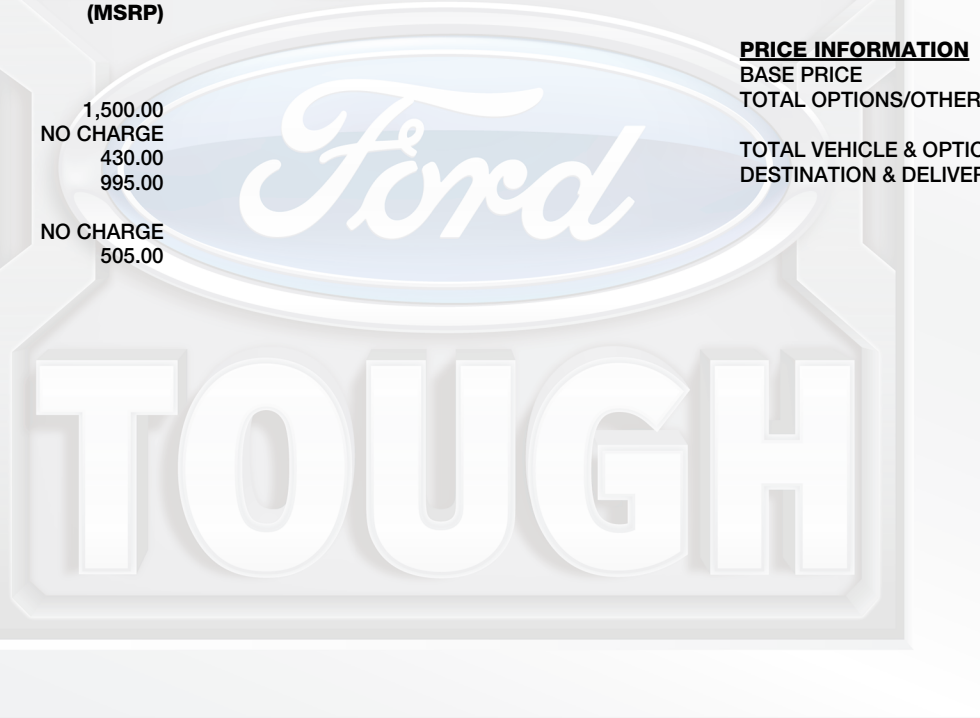 (MSRP)
1,500.00
NO CHARGE
430.00
995.00
NO CHARGE
505.00
PRICE INFORMATION
BASE PRICE
TOTAL OPTIONS/OTHER
TOTAL VEHICLE & OPTIO
DESTINATION & DELIVER
Ford
TOUGH